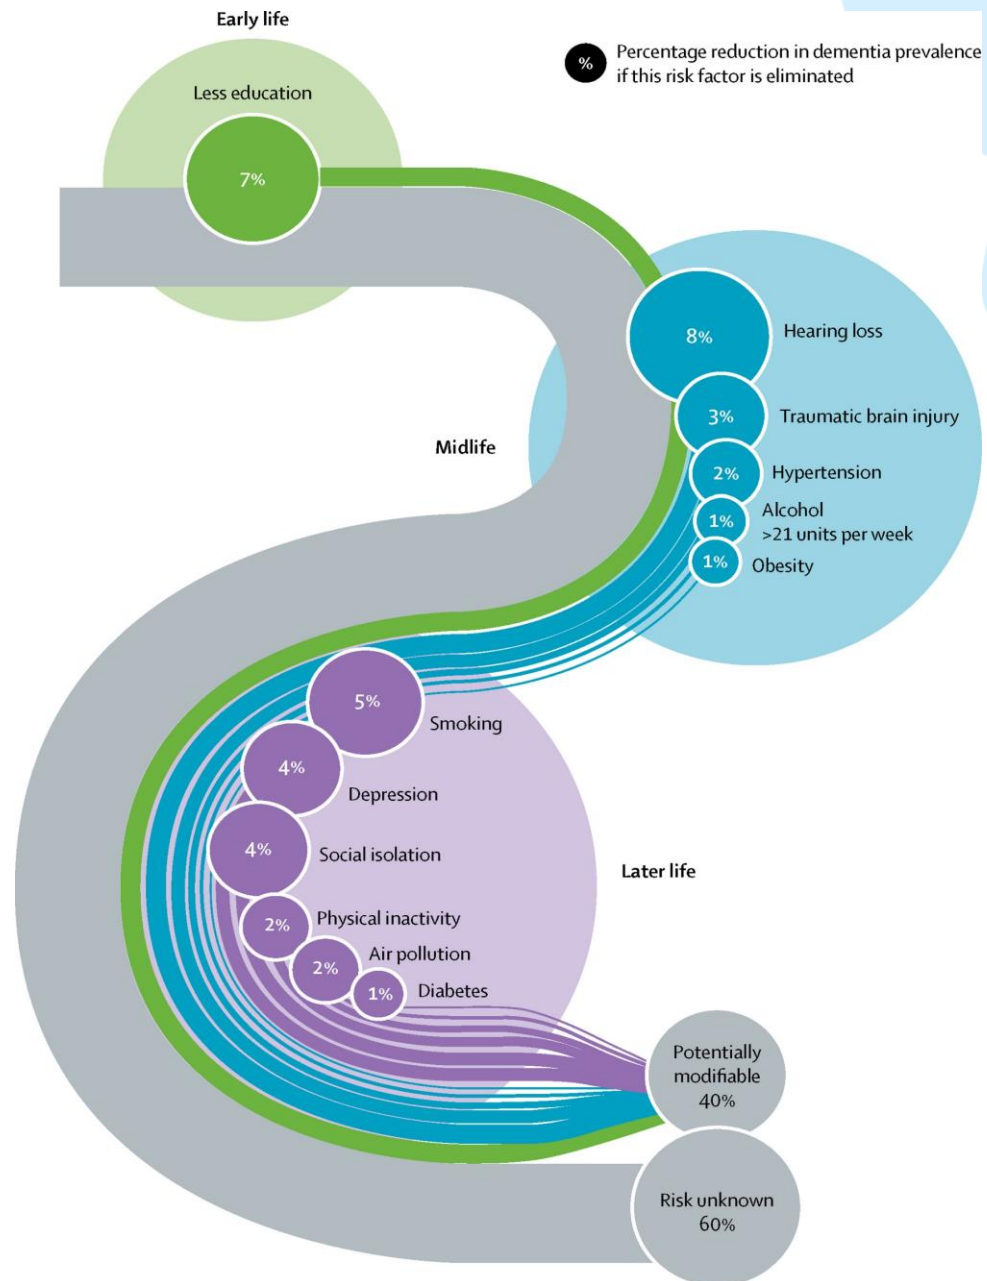 Early life
% Percentage reduction in dementia prevalence
if this risk factor is eliminated
Less education
7%
8%
Hearing loss
3%
Traumatic brain injury
Midlife
2%
Hypertension
1%
Alcohol
>21 units per week
1%
Obesity
5%
Smoking
4%
Depression
4%
Social isolation
Later life
2%
Physical inactivity
2%
Air pollution
1%
Diabetes
Potentially
modifiable
40%
Risk unknown
60%